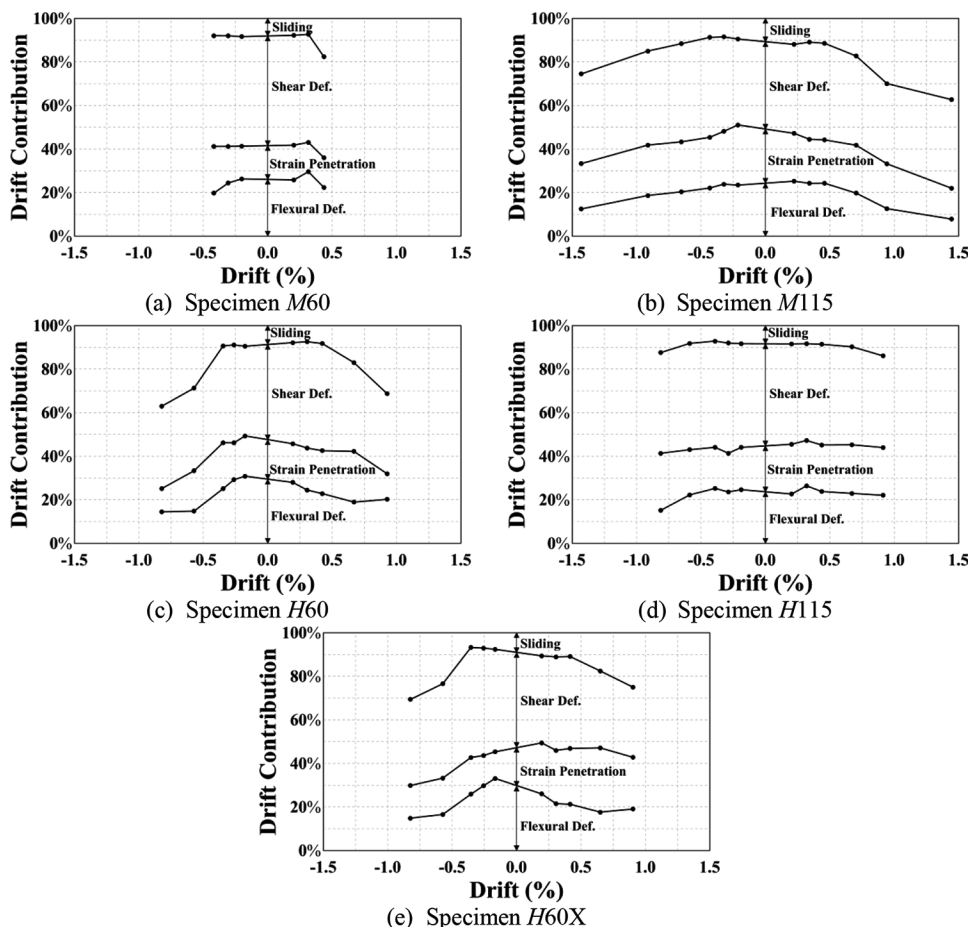 100%
80%
60%
40%
20%
0%
Drift Contribution
Sliding
Shear Def.
Strain Penetration
Flexural Def.
-1.5 -1.0 -0.5 0.0 0.5 1.0 1.5
Drift (%)
(a) Specimen M60
100%
80%
60%
40%
20%
0%
Drift Contribution
Sliding
Shear Def.
Strain Penetration
Flexural Def.
-1.5 -1.0 -0.5 0.0 0.5 1.0 1.5
Drift (%)
(b) Specimen M115
100%
80%
60%
40%
20%
0%
Drift Contribution
Sliding
Shear Def.
Strain Penetration
Flexural Def.
-1.5 -1.0 -0.5 0.0 0.5 1.0 1.5
Drift (%)
(c) Specimen H60
100%
80%
60%
40%
20%
0%
Drift Contribution
Sliding
Shear Def.
Strain Penetration
Flexural Def.
-1.5 -1.0 -0.5 0.0 0.5 1.0 1.5
Drift (%)
(d) Specimen H115
100%
80%
60%
40%
20%
0%
Drift Contribution
Sliding
Shear Def.
Strain Penetration
Flexural Def.
-1.5 -1.0 -0.5 0.0 0.5 1.0 1.5
Drift (%)
(e) Specimen H60X